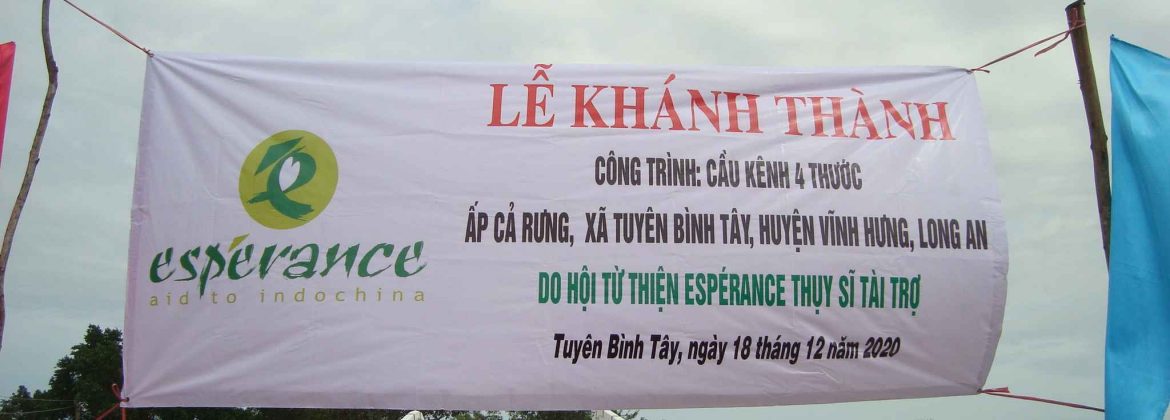 espérance
aid to indochina
LỄ KHÁNH THÀNH
CÔNG TRÌNH: CẦU KÊNH 4 THƯỚC
ẤP CẢ RƯNG, XÃ TUYÊN BÌNH TÂY, HUYỆN VĨNH HƯNG, LONG AN
DO HỘI TỪ THIỆN ESPÉRANCE THỤY SĨ TÀI TRỢ
Tuyên Bình Tây, ngày 18 tháng 12 năm 2020